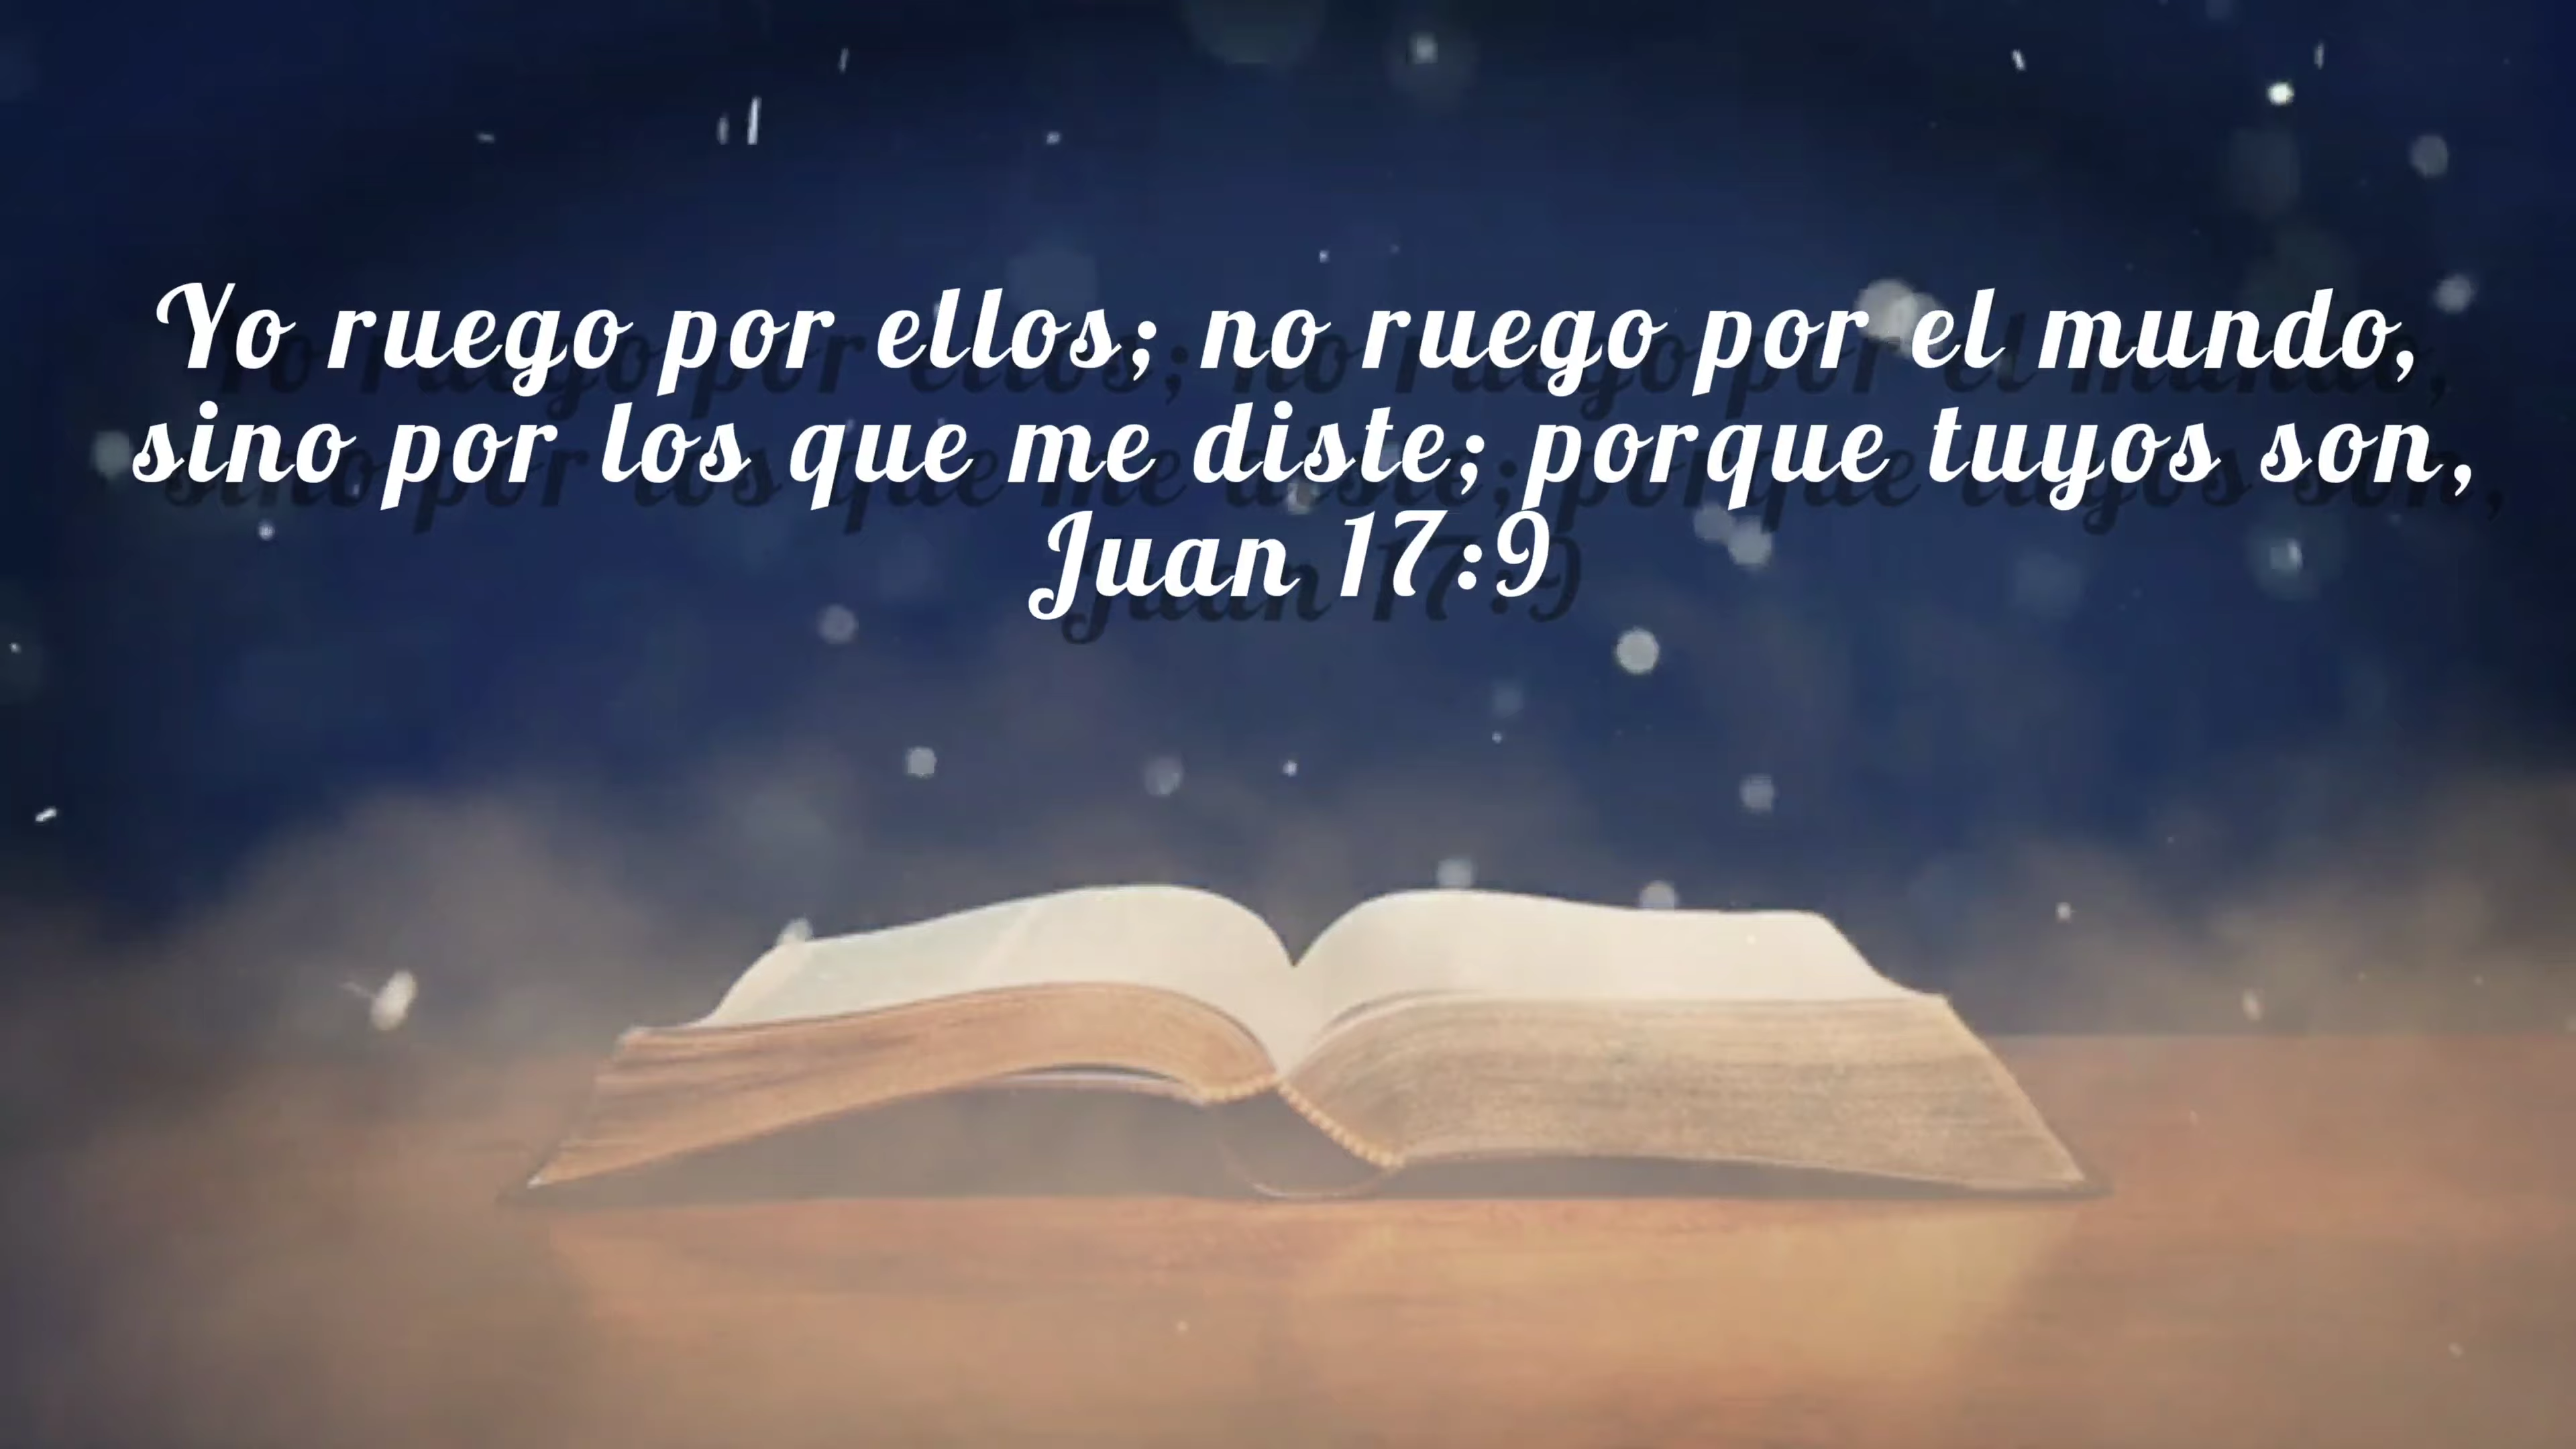 Yo ruego por ellos; no ruego por el mundo,
sino por los que me diste; porque tuyos son,
Juan 17:9